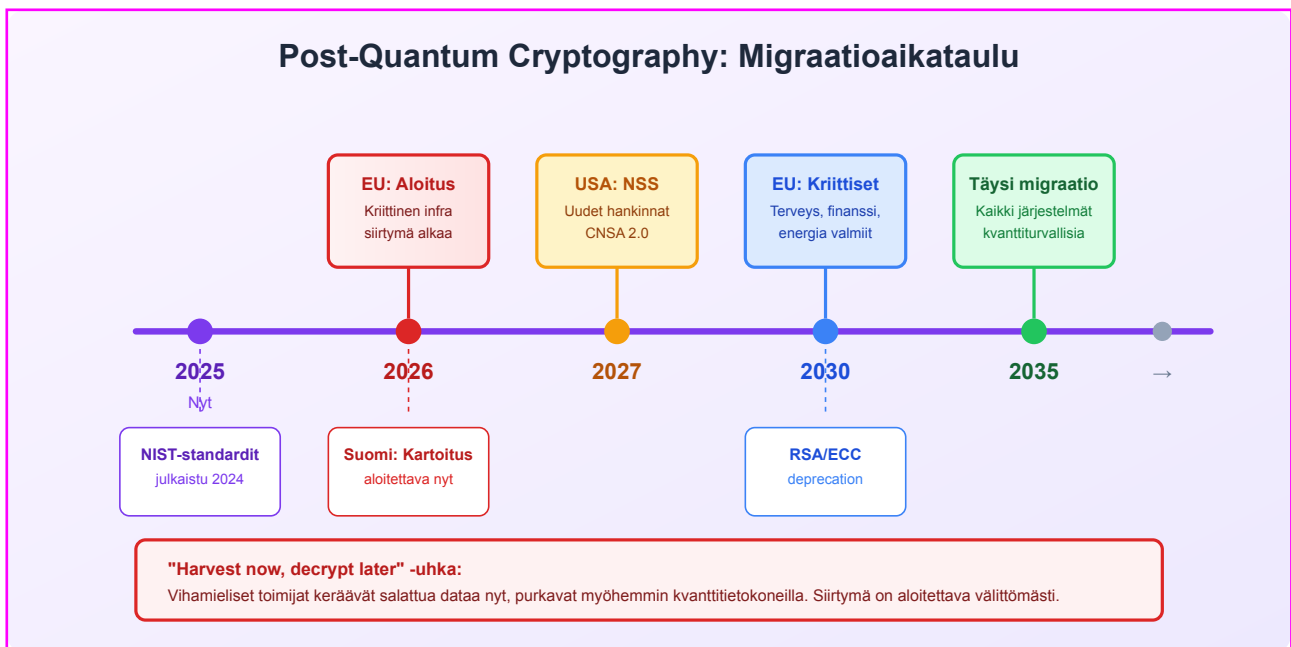 Post-Quantum Cryptography: Migraatioaikataulu
EU: Aloitus
Kriittinen infra
siirtymä alkaa
USA: NSS
Uudet hankinnat
CNSA 2.0
EU: Kriittiset
Terveys, finanssi,
energia valmiit
Täysi migraatio
Kaikki järjestelmät
kvanttiturvallisia
2025
Nyt
2026
2027
2030
2035
→
NIST-standardit
julkaistu 2024
Suomi: Kartoitus
aloitettava nyt
RSA/ECC
deprecation
"Harvest now, decrypt later" -uhka:
Vihamieliset toimijat keräävät salattua dataa nyt, purkavat myöhemmin kvanttitietokoneilla. Siirtymä on aloitettava välittömästi.